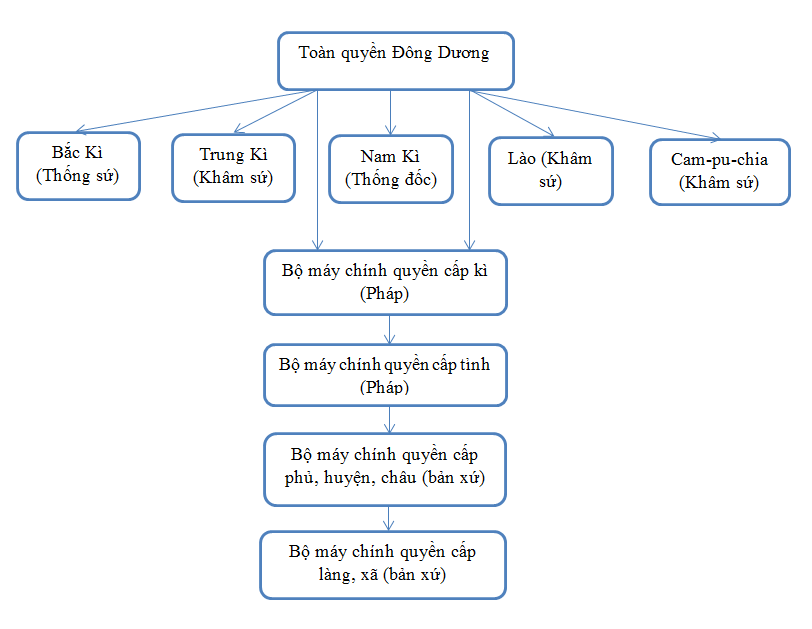 Toàn quyền Đông Dương
Bắc Kì
(Thống sứ)
Trung Kì
(Khâm sứ)
Nam Kì
(Thống đốc)
Lào (Khâm
sứ)
Cam-pu-chia
(Khâm sứ)
Bộ máy chính quyền cấp kì
(Pháp)
Bộ máy chính quyền cấp tỉnh
(Pháp)
Bộ máy chính quyền cấp
phủ, huyện, châu (bản xứ)
Bộ máy chính quyền cấp
làng, xã (bản xứ)